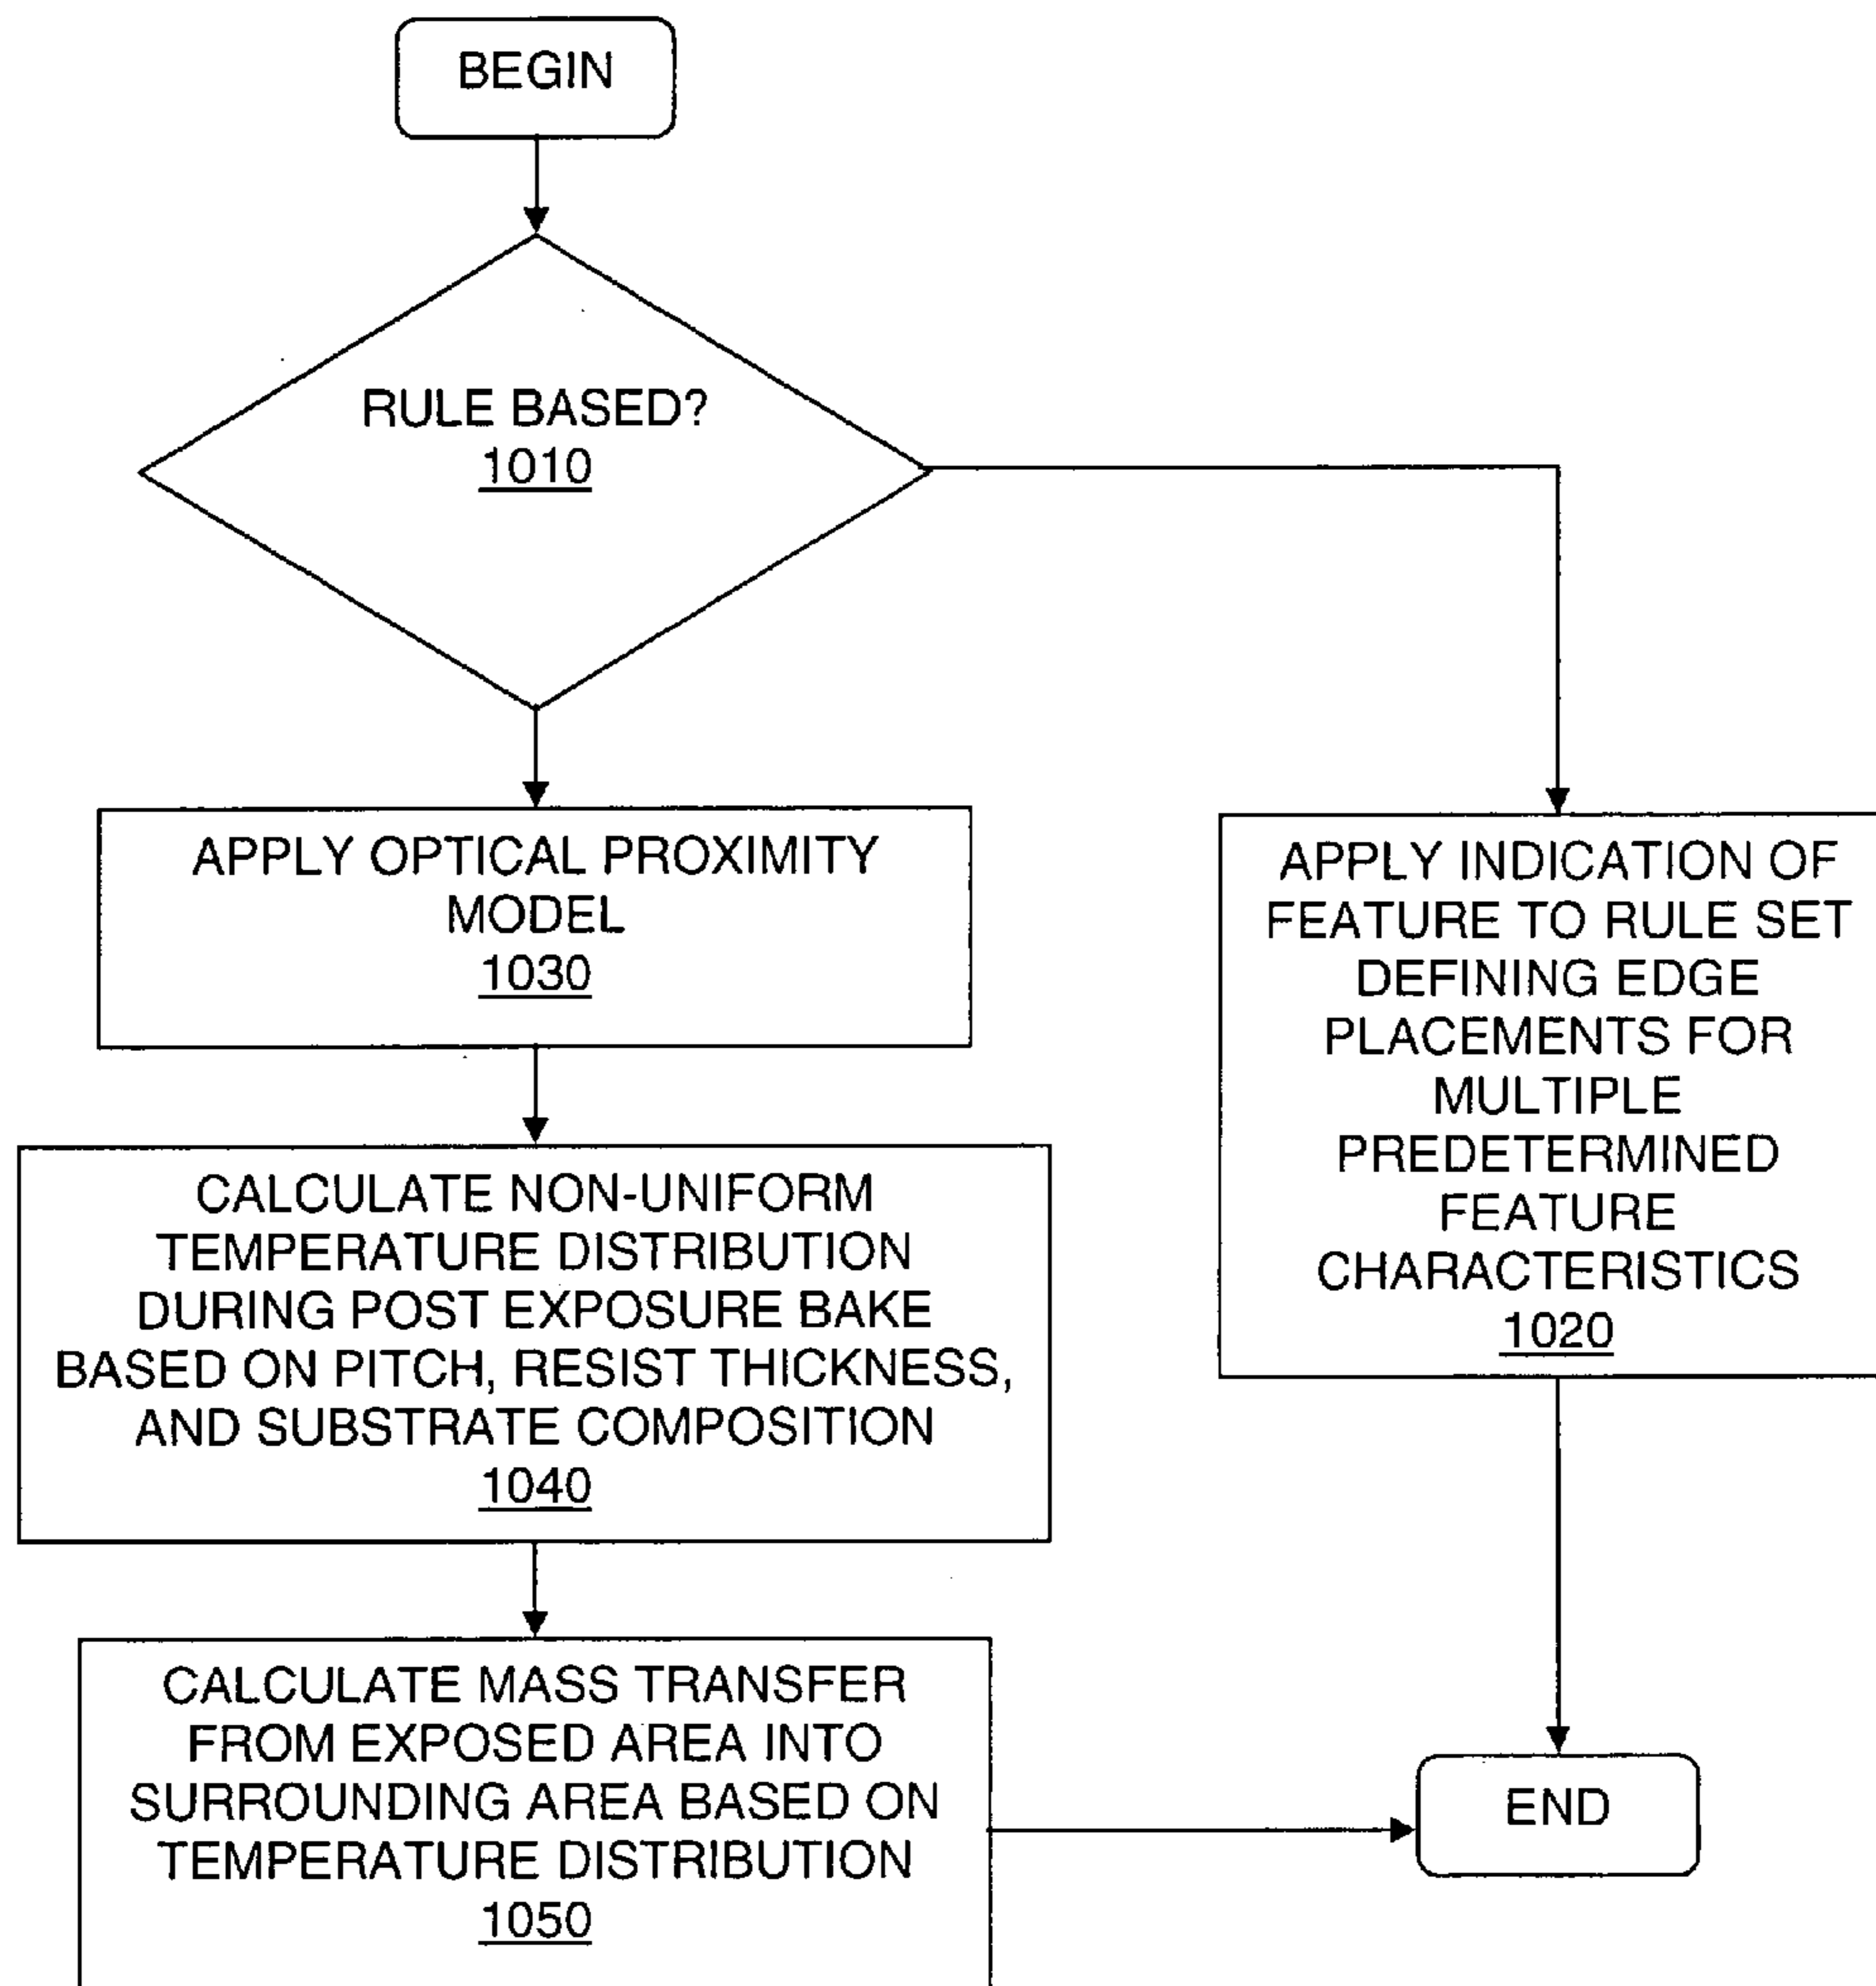 BEGIN
RULE BASED?
1010
APPLY OPTICAL PROXIMITY
MODEL
1030
CALCULATE NON-UNIFORM
TEMPERATURE DISTRIBUTION
DURING POST EXPOSURE BAKE
BASED ON PITCH, RESIST THICKNESS,
AND SUBSTRATE COMPOSITION
1040
CALCULATE MASS TRANSFER
FROM EXPOSED AREA INTO
SURROUNDING AREA BASED ON
TEMPERATURE DISTRIBUTION
1050
APPLY INDICATION OF
FEATURE TO RULE SET
DEFINING EDGE
PLACEMENTS FOR
MULTIPLE
PREDETERMINED
FEATURE
CHARACTERISTICS
1020
END